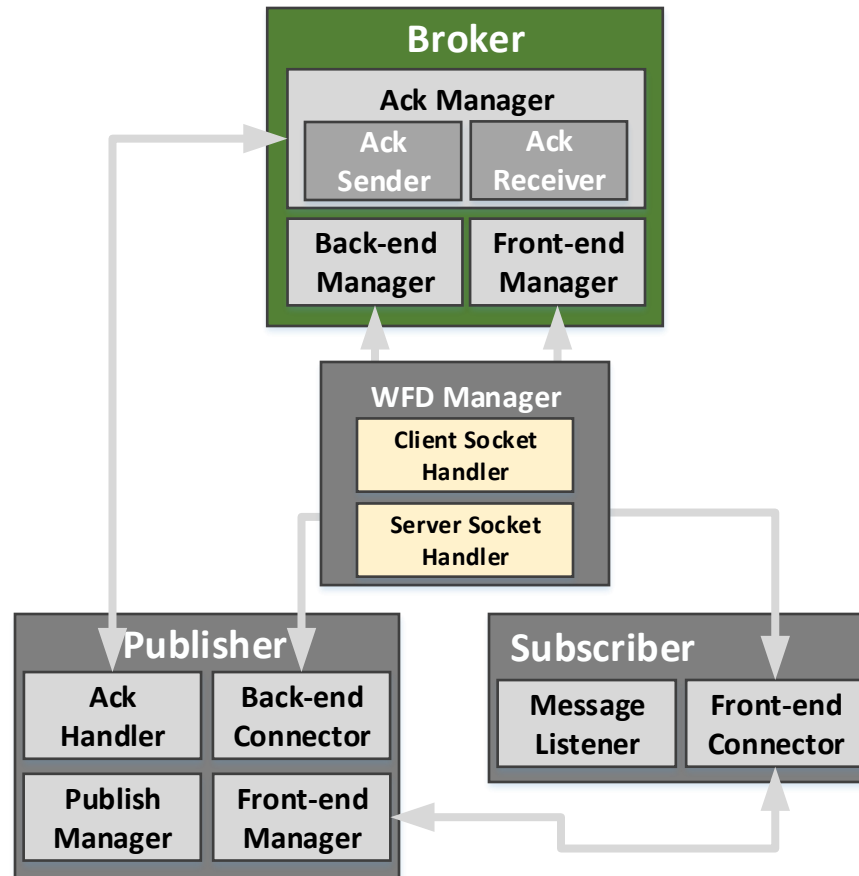 Broker
Ack Manager
Ack
Sender
Ack
Receiver
Back-end
Manager
Front-end
Manager
WFD Manager
Client Socket
Handler
Server Socket
Handler
Publisher
Ack
Handler
Back-end
Connector
Publish
Manager
Front-end
Manager
Subscriber
Message
Listener
Front-end
Connector